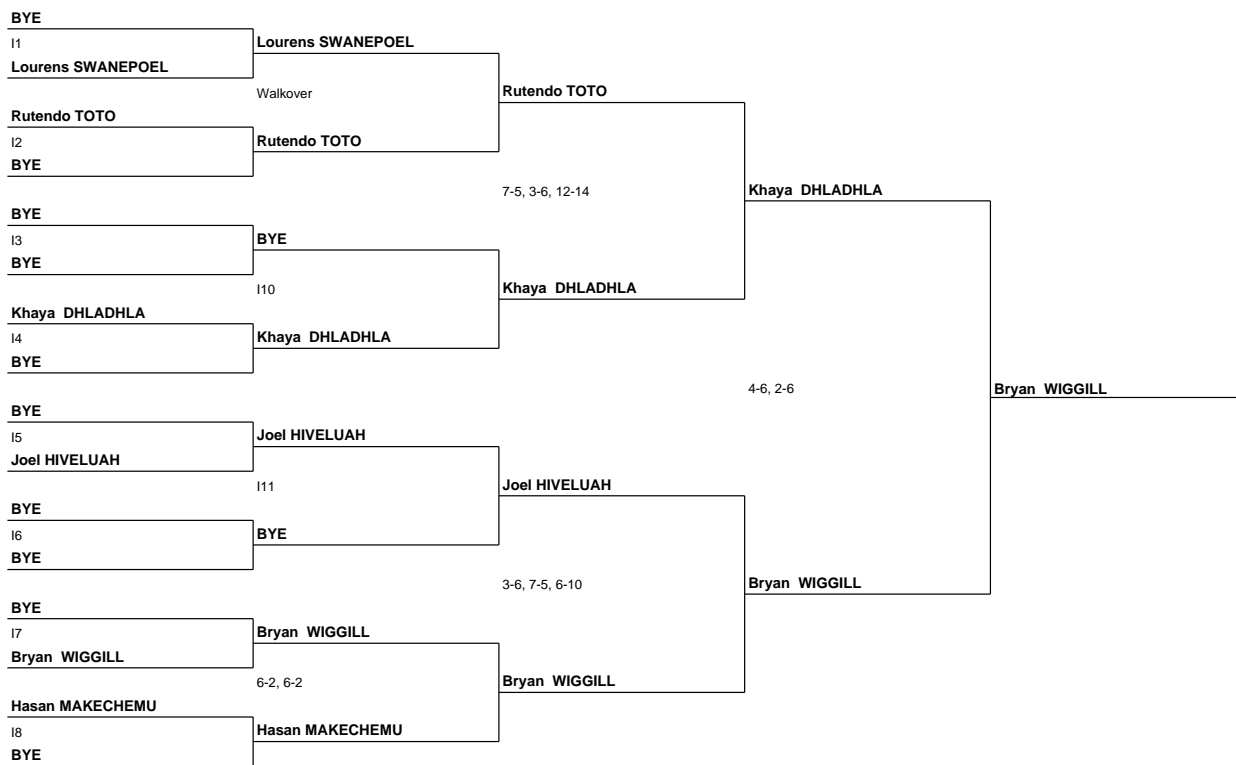 BYE
I1
Lourens SWANEPOEL
Rutendo TOTO
I2
BYE
BYE
I3
BYE
Khaya DHLADHLA
I4
BYE
BYE
I5
Joel HIVELUAH
BYE
I6
BYE
BYE
I7
Bryan WIGGILL
Hasan MAKECHEMU
I8
BYE
Lourens SWANEPOEL
Walkover
Rutendo TOTO
BYE
I10
Khaya DHLADHLA
Joel HIVELUAH
I11
BYE
Bryan WIGGILL
6-2, 6-2
Hasan MAKECHEMU
Rutendo TOTO
7-5, 3-6, 12-14
Khaya DHLADHLA
Joel HIVELUAH
3-6, 7-5, 6-10
Bryan WIGGILL
Khaya DHLADHLA
4-6, 2-6
Bryan WIGGILL
Bryan WIGGILL